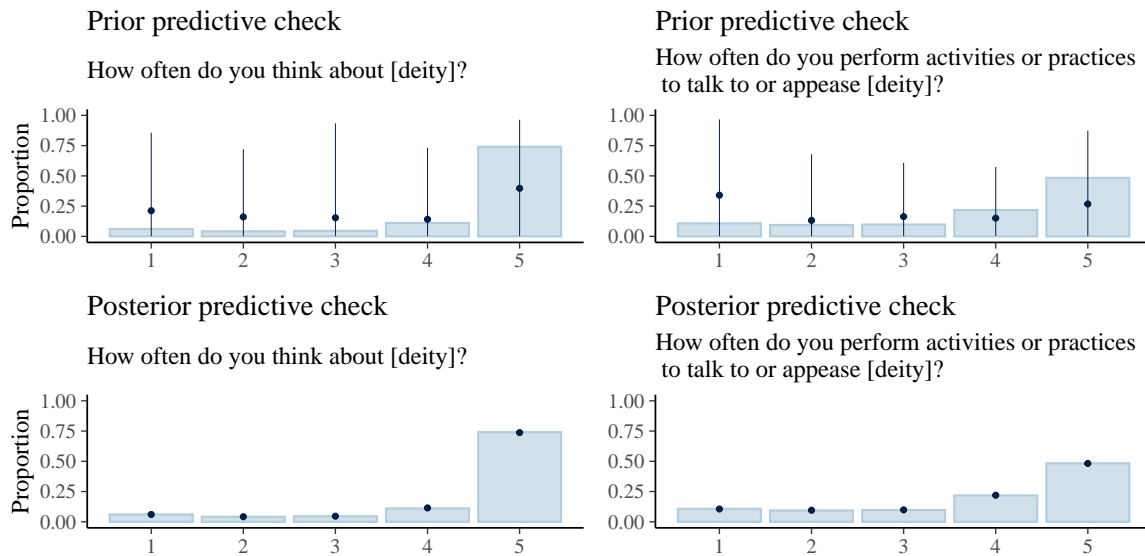 Prior predictive check
How often do you think about [deity]?
Proportion
1.00
0.75
0.50
0.25
0.00
1 2 3 4 5
Prior predictive check
How often do you perform activities or practices
to talk to or appease [deity]?
1.00
0.75
0.50
0.25
0.00
1 2 3 4 5
Posterior predictive check
How often do you think about [deity]?
Proportion
1.00
0.75
0.50
0.25
0.00
1 2 3 4 5
Posterior predictive check
How often do you perform activities or practices
to talk to or appease [deity]?
1.00
0.75
0.50
0.25
0.00
1 2 3 4 5